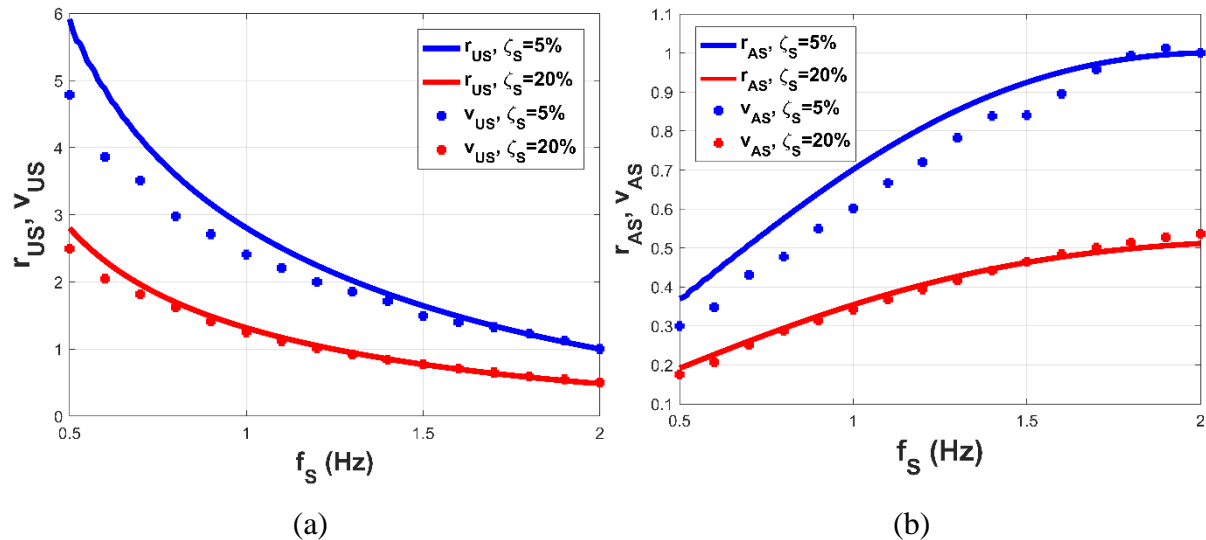 6
5
4
3
2
1
0
r_US, v_US
r_US, ζ_S=5%
r_US, ζ_S=20%
v_US, ζ_S=5%
v_US, ζ_S=20%
0.5 1 1.5 2
f_S (Hz)
(a)
1.1
1
0.9
0.8
0.7
0.6
0.5
0.4
0.3
0.2
0.1
r_AS, v_AS
r_AS, ζ_S=5%
r_AS, ζ_S=20%
v_AS, ζ_S=5%
v_AS, ζ_S=20%
0.5 1 1.5 2
f_S (Hz)
(b)